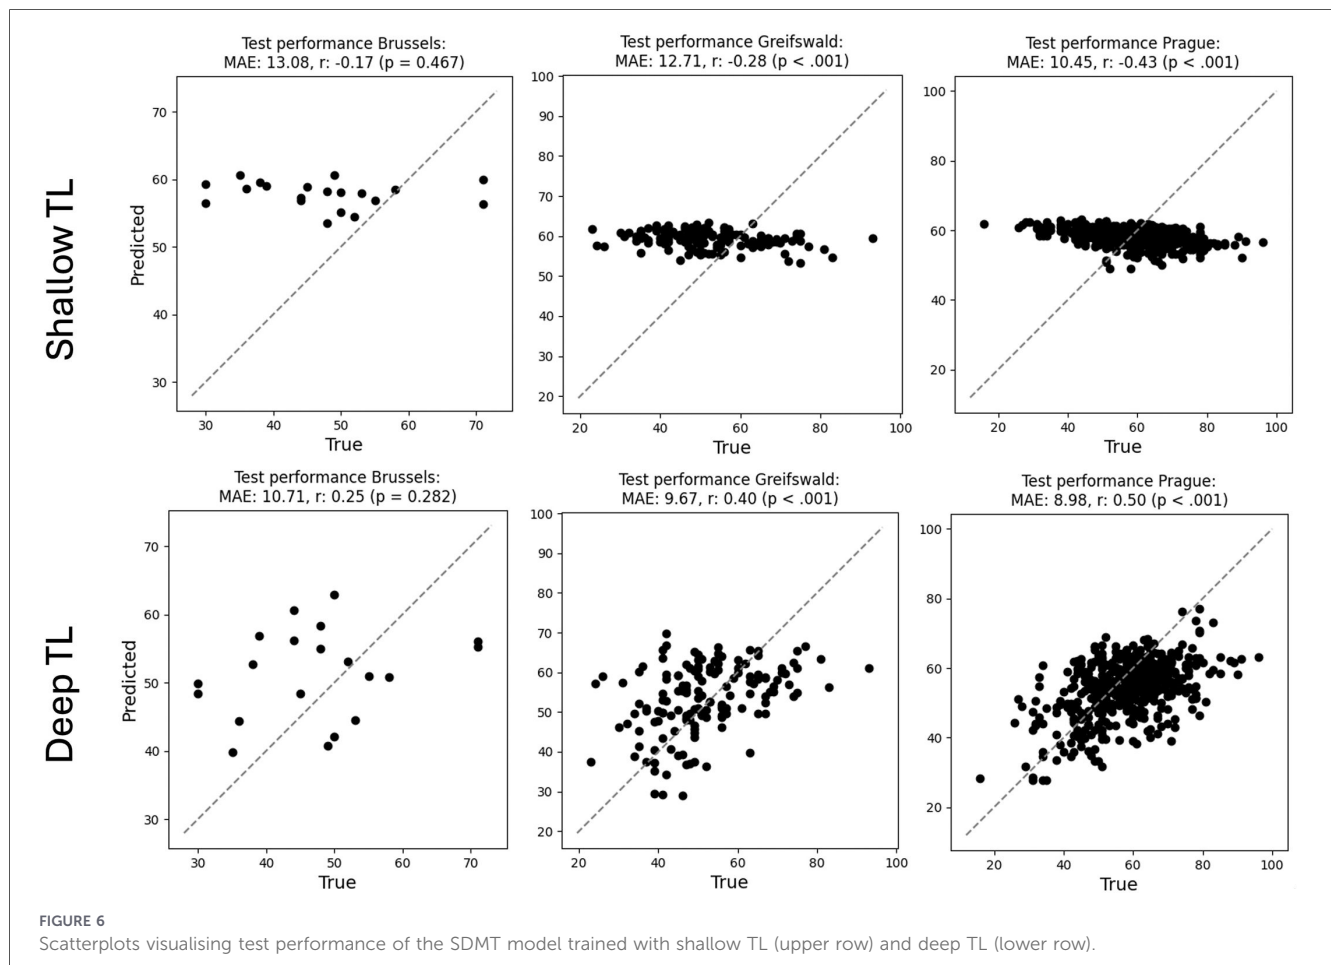 Shallow TL
Test performance Brussels:
MAE: 13.08, r: -0.17 (p = 0.467)
70
60
50
40
30
Predicted
30
40
50
60
70
True
Test performance Greifswald:
MAE: 12.71, r: -0.28 (p < .001)
100
90
80
70
60
50
40
30
20
20
40
60
80
100
True
Test performance Prague:
MAE: 10.45, r: -0.43 (p < .001)
100
80
60
40
20
20
40
60
80
100
True
Deep TL
Test performance Brussels:
MAE: 10.71, r: 0.25 (p = 0.282)
70
60
50
40
30
Predicted
30
40
50
60
70
True
Test performance Greifswald:
MAE: 9.67, r: 0.40 (p < .001)
100
90
80
70
60
50
40
30
20
20
40
60
80
100
True
Test performance Prague:
MAE: 8.98, r: 0.50 (p < .001)
100
80
60
40
20
20
40
60
80
100
True
FIGURE 6
Scatterplots visualising test performance of the SDMT model trained with shallow TL (upper row) and deep TL (lower row).